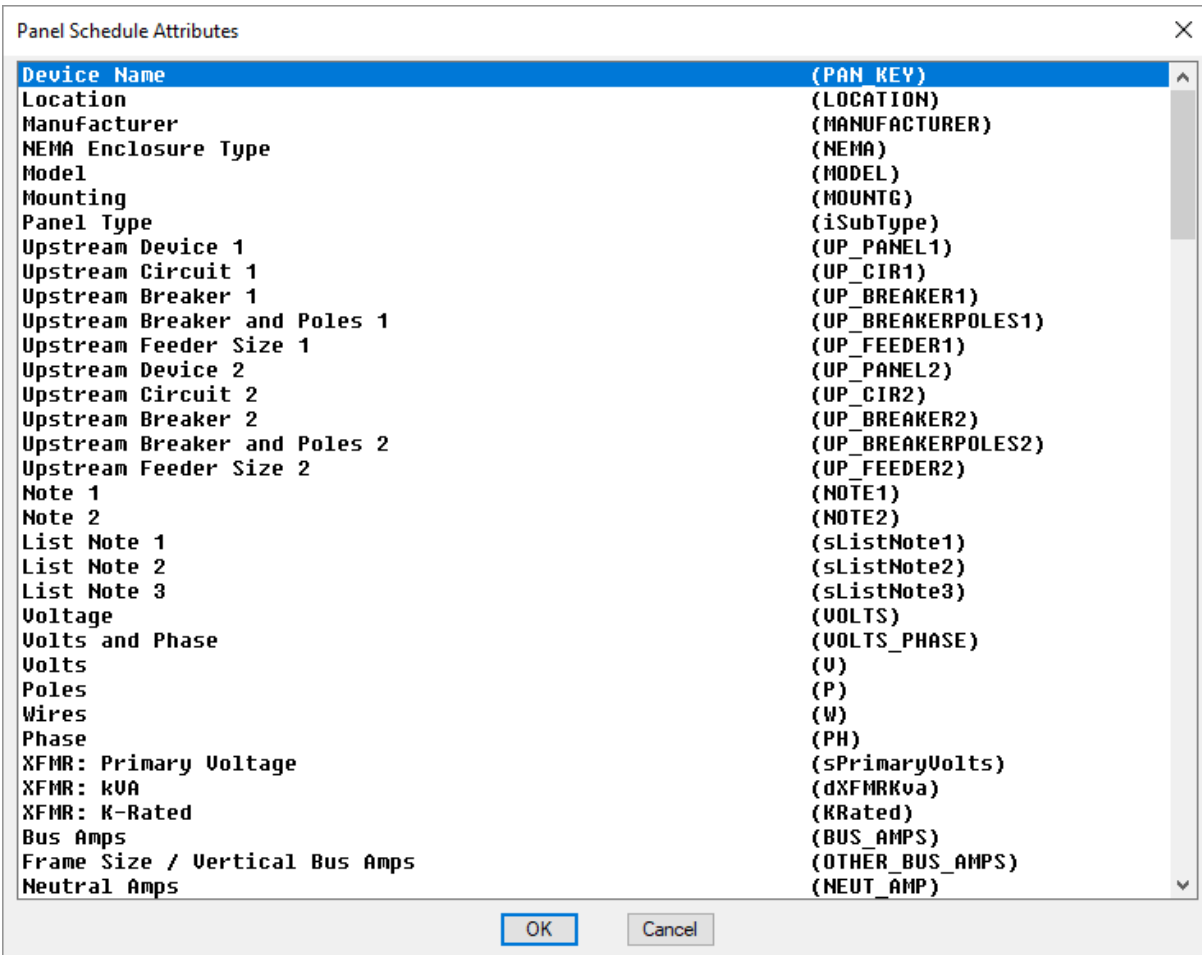 Panel Schedule Attributes
Device Name (PAN_KEY)
Location (LOCATION)
Manufacturer (MANUFACTURER)
NEMA Enclosure Type (NEMA)
Model (MODEL)
Mounting (MOUNTG)
Panel Type (iSubType)
Upstream Device 1 (UP_PANEL1)
Upstream Circuit 1 (UP_CIR1)
Upstream Breaker 1 (UP_BREAKER1)
Upstream Breaker and Poles 1 (UP_BREAKERPOLES1)
Upstream Feeder Size 1 (UP_FEEDER1)
Upstream Device 2 (UP_PANEL2)
Upstream Circuit 2 (UP_CIR2)
Upstream Breaker 2 (UP_BREAKER2)
Upstream Breaker and Poles 2 (UP_BREAKERPOLES2)
Upstream Feeder Size 2 (UP_FEEDER2)
Note 1 (NOTE1)
Note 2 (NOTE2)
List Note 1 (sListNote1)
List Note 2 (sListNote2)
List Note 3 (sListNote3)
Voltage (VOLTS)
Volts and Phase (VOLTS_PHASE)
Volts (V)
Poles (P)
Wires (W)
Phase (PH)
XFMR: Primary Voltage (sPrimaryVolts)
XFMR: kVA (dXFMRKva)
XFMR: K-Rated (KRated)
Bus Amps (BUS_AMPS)
Frame Size / Vertical Bus Amps (OTHER_BUS_AMPS)
Neutral Amps (NEUT_AMP)
OK Cancel